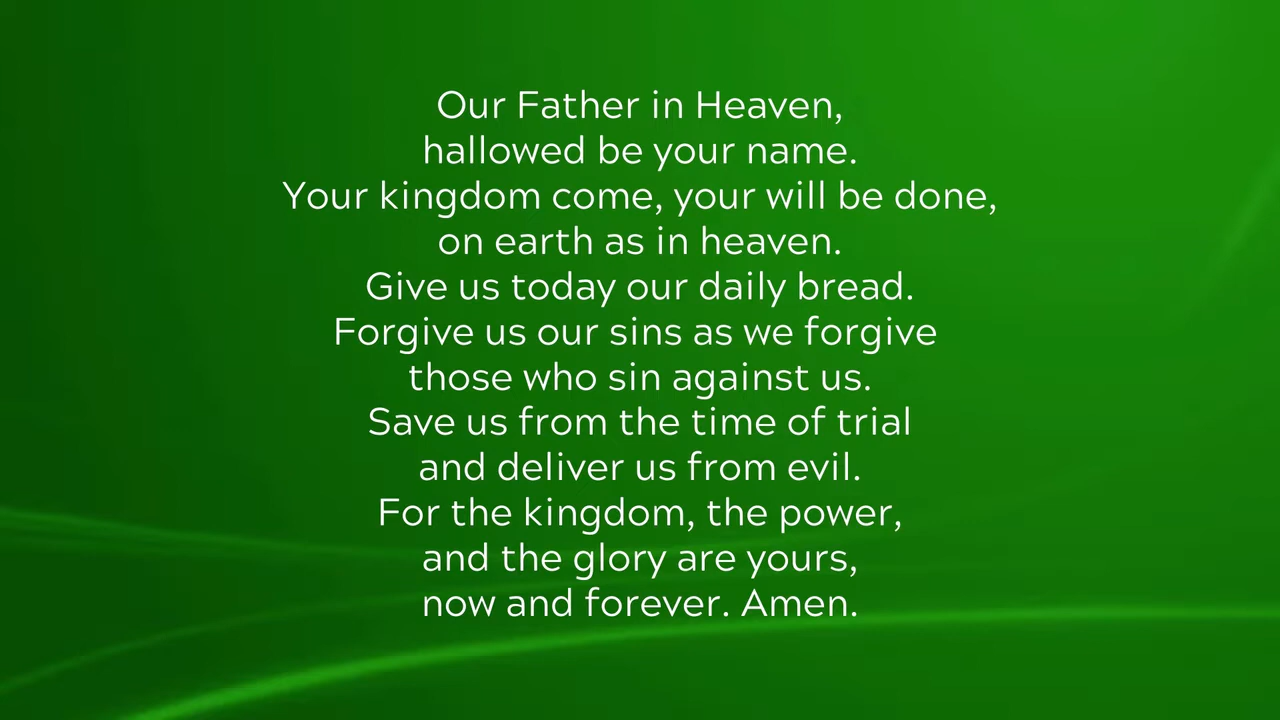 Our Father in Heaven,
hallowed be your name.
Your kingdom come, your will be done,
on earth as in heaven.
Give us today our daily bread.
Forgive us our sins as we forgive
those who sin against us.
Save us from the time of trial
and deliver us from evil.
For the kingdom, the power,
and the glory are yours,
now and forever. Amen.